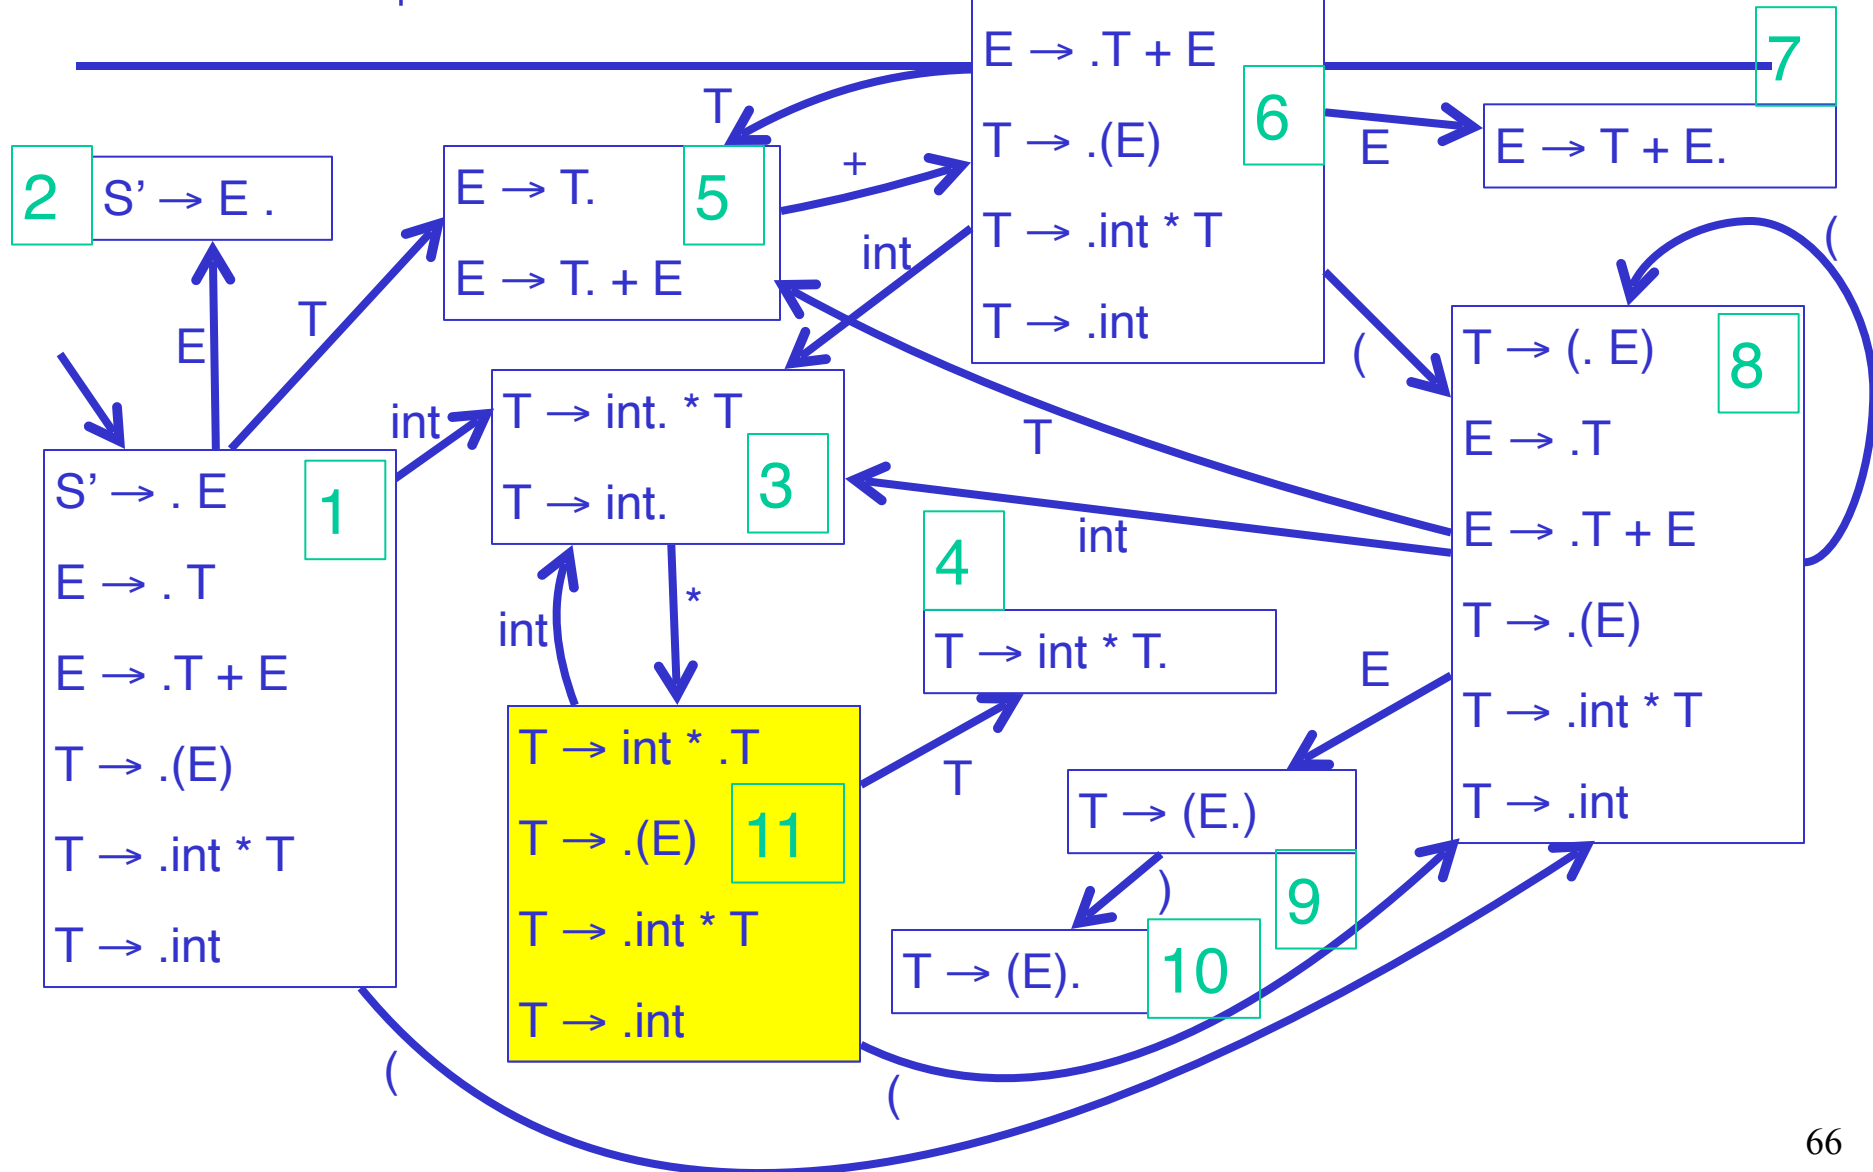 E → .T + E
7
T
6
T → .(E)
E
E → T + E.
2
S’ → E .
E → T.
5
+
T → .int * T
int
(
E → T. + E
T → .int
E
T
(
T → (. E)
8
int
T → int. * T
T
E → .T
S’ → . E
1
T → int.
3
int
E → .T + E
4
E → . T
*
int
T → .(E)
T → int * T.
E
E → .T + E
T → .int * T
T → int * .T
T
T → .(E)
T → (E.)
T → .int
T → .(E)
11
T → .int * T
)
9
T → .int * T
T → (E).
10
T → .int
T → .int
(
(
66